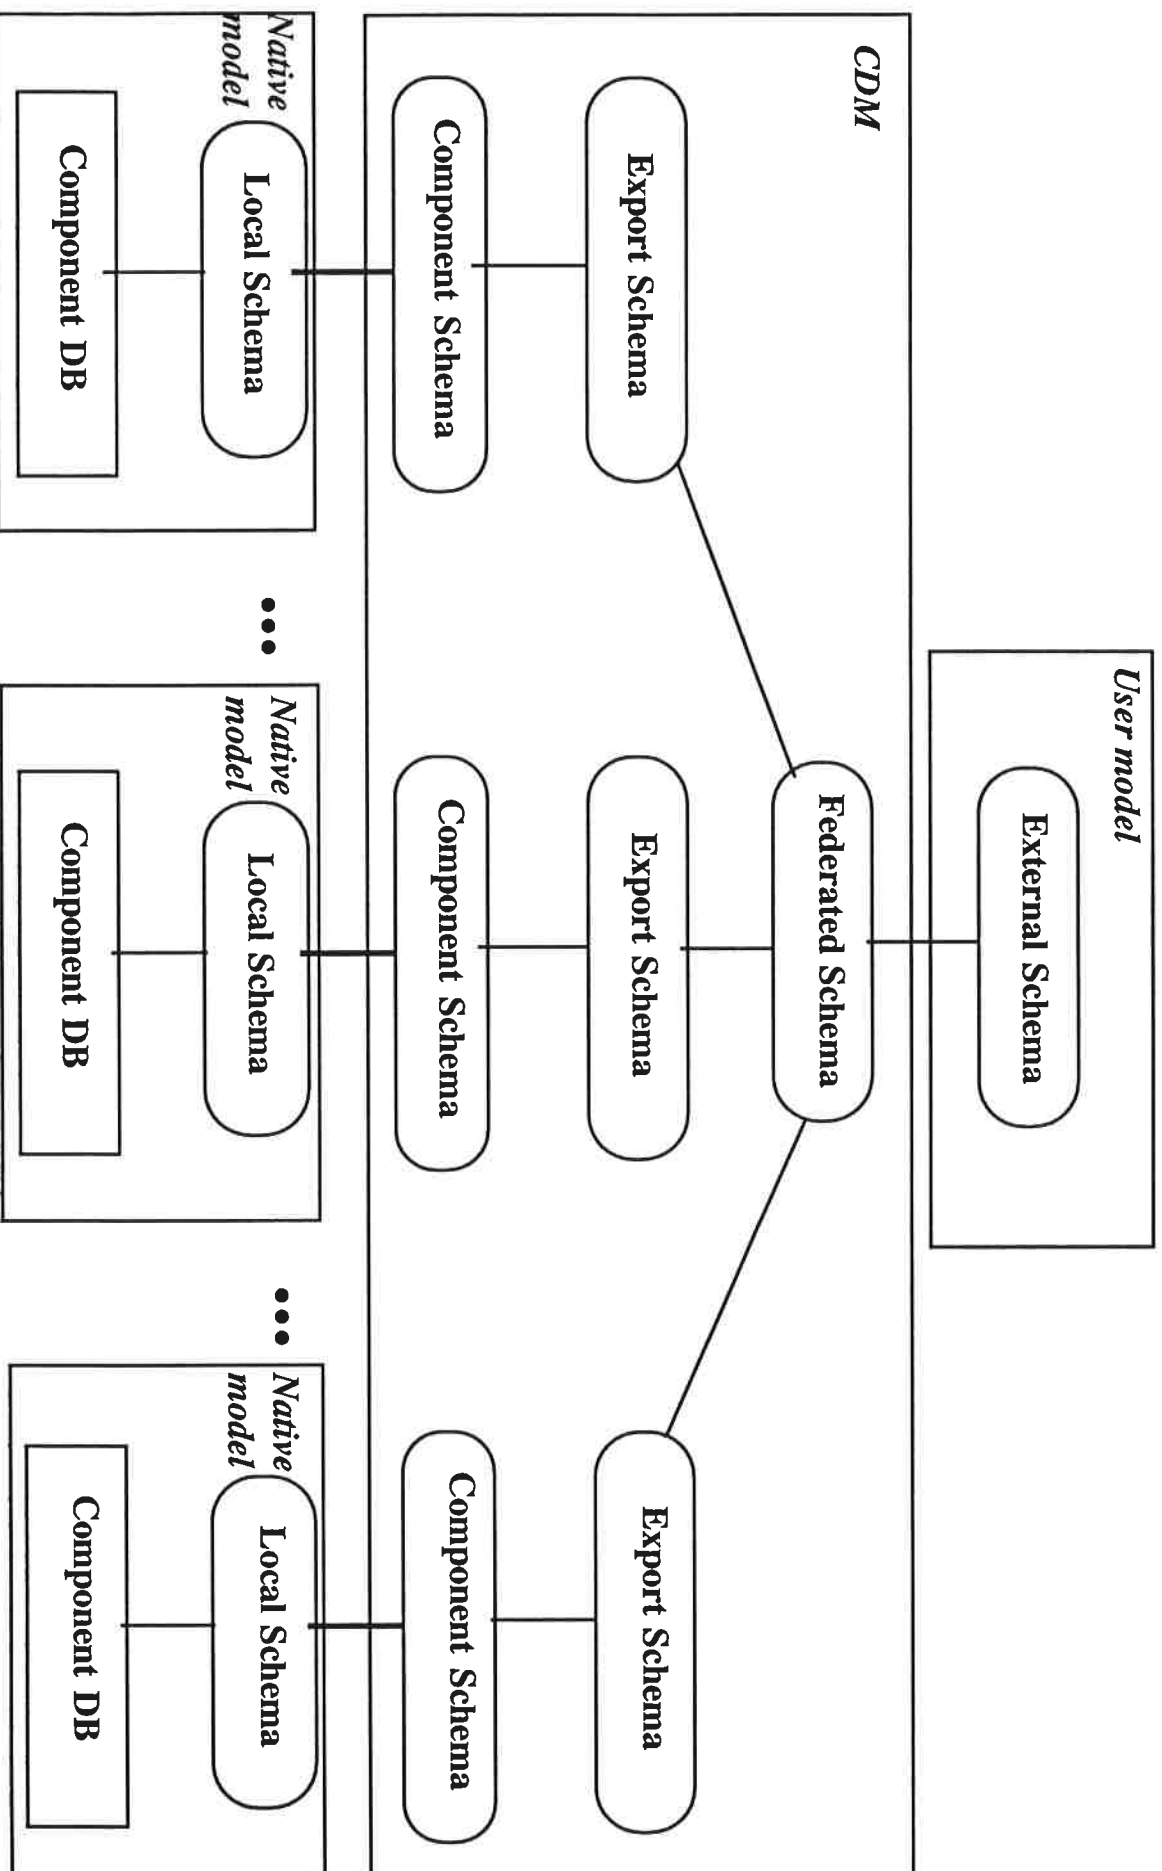 User model
External Schema
CDM
Federated Schema
Export Schema
Export Schema
Export Schema
Component Schema
Component Schema
Component Schema
Native
model
Local Schema
Component DB
•••
Native
model
Local Schema
Component DB
•••
Native
model
Local Schema
Component DB